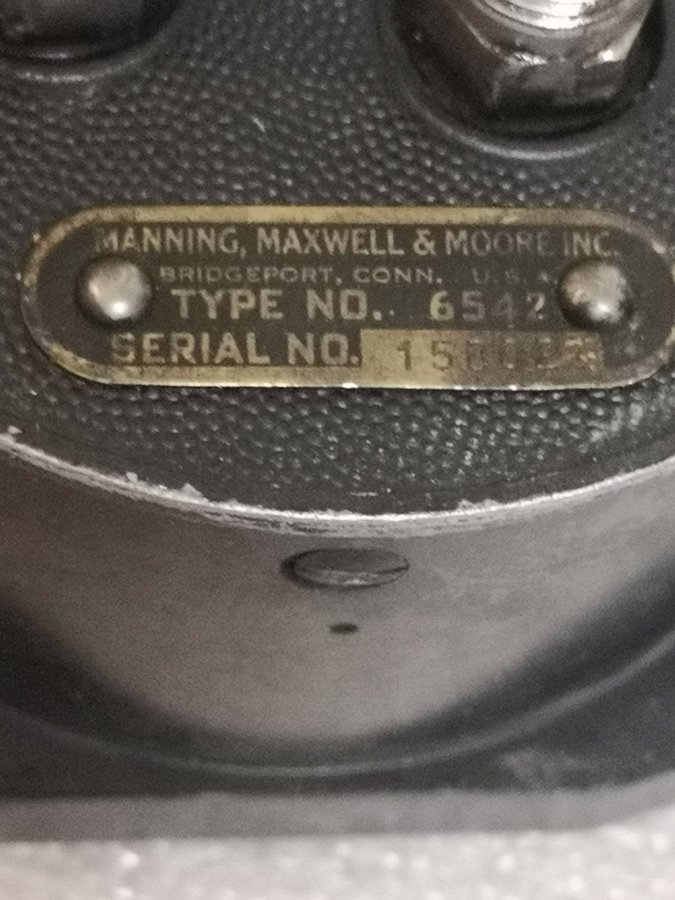 MANNING, MAXWELL & MOORE INC.
BRIDGEPORT, CONN. U.S.A
TYPE NO. 6542
SERIAL NO.